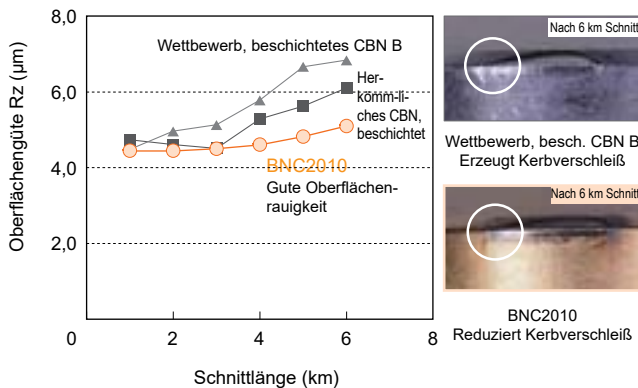 Oberflächengüte Rz (µm)
8,0
6,0
4,0
2,0
0
2
4
6
8
Schnittlänge (km)
Wettbewerb, beschichtetes CBN B
Her-
kömm-li-
ches CBN,
beschichtet
BNC2010
Gute Oberflächen-
rauigkeit
Nach 6 km Schnitt
Wettbewerb, besch. CBN B
Erzeugt Kerbverschleiß
Nach 6 km Schnitt
BNC2010
Reduziert Kerbverschleiß